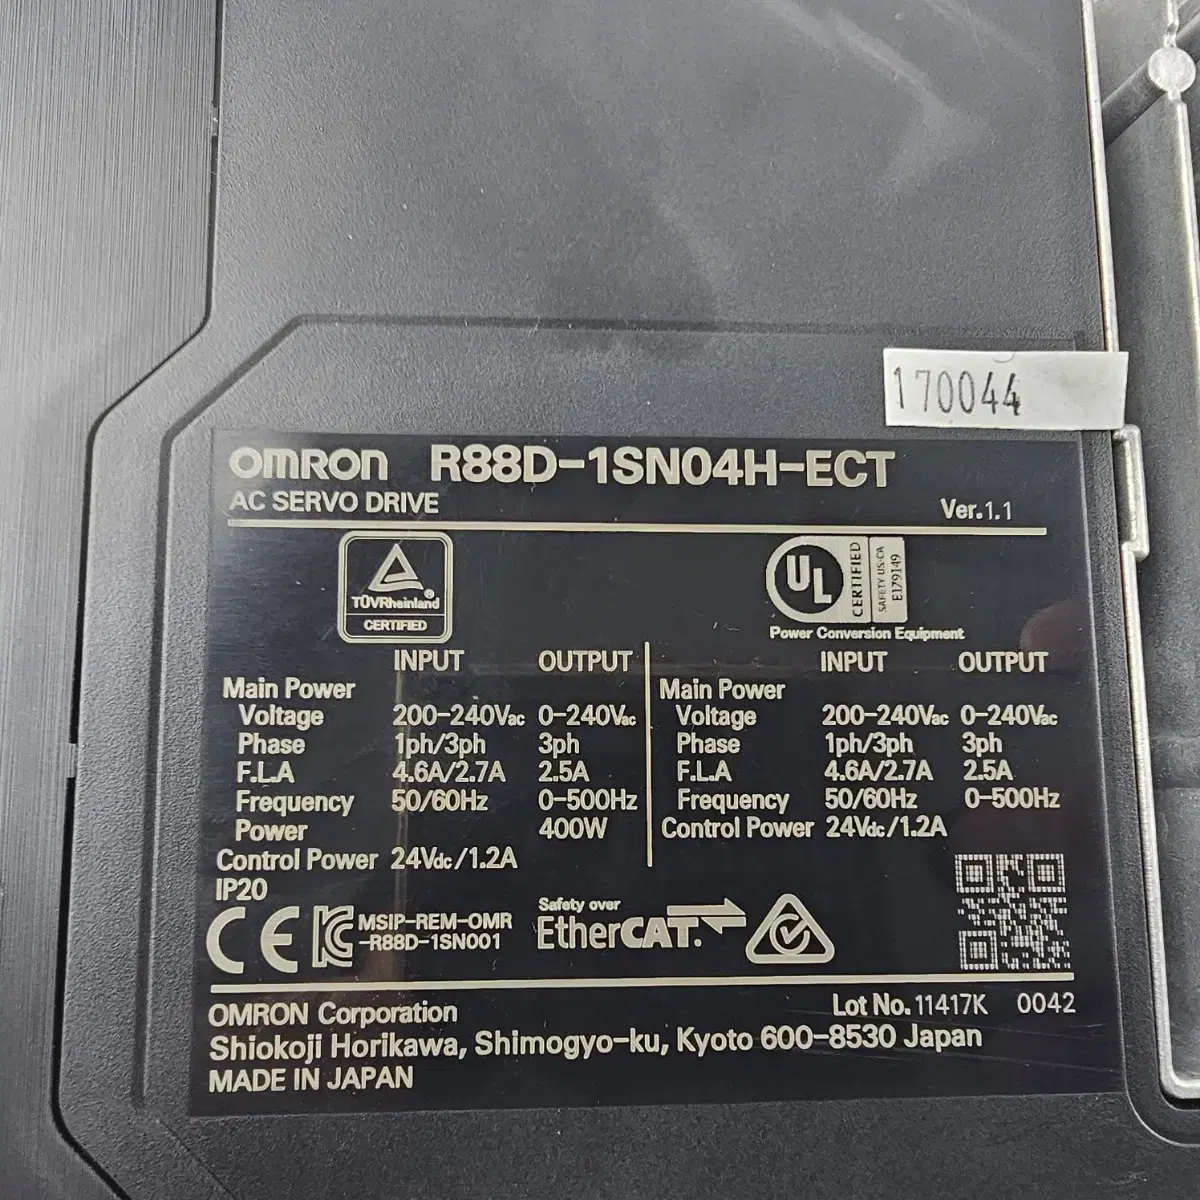 170044
OMRON R88D-1SN04H-ECT
AC SERVO DRIVE Ver.1.1
TÜVRheinland®
CERTIFIED
UL CERTIFIED
SAFETY US-CA
E179149
Power Conversion Equipment
INPUT OUTPUT
Main Power
Voltage 200-240Vac 0-240Vac
Phase 1ph/3ph 3ph
F.L.A 4.6A/2.7A 2.5A
Frequency 50/60Hz 0-500Hz
Power 400W
Control Power 24Vdc/1.2A
IP20
INPUT OUTPUT
Main Power
Voltage 200-240Vac 0-240Vac
Phase 1ph/3ph 3ph
F.L.A 4.6A/2.7A 2.5A
Frequency 50/60Hz 0-500Hz
Control Power 24Vdc/1.2A
CE KC MSIP-REM-OMR
-R88D-1SN001
Safety over
EtherCAT.
OMRON Corporation Lot No. 11417K 0042
Shiokoji Horikawa, Shimogyo-ku, Kyoto 600-8530 Japan
MADE IN JAPAN